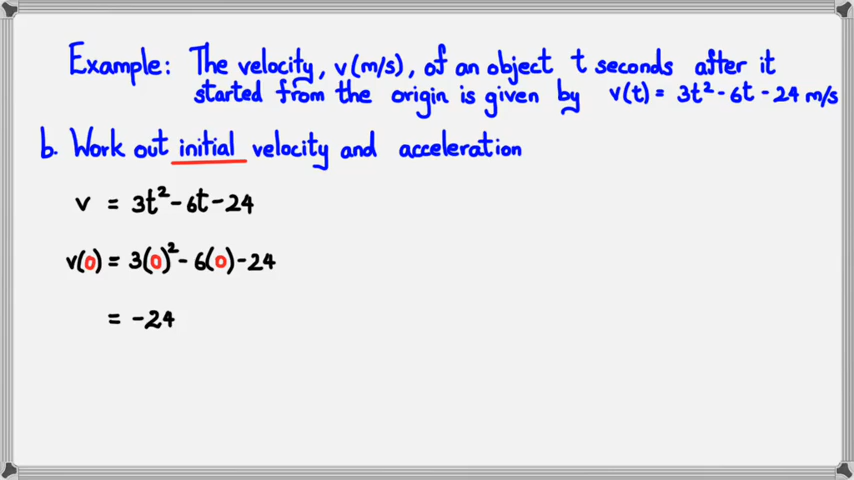 Example: The velocity, v(m/s), of an object t seconds after it
started from the origin is given by v(t) = 3t² - 6t - 24 m/s
b. Work out initial velocity and acceleration
v = 3t² - 6t - 24
v(0) = 3(0)² - 6(0) - 24
= -24